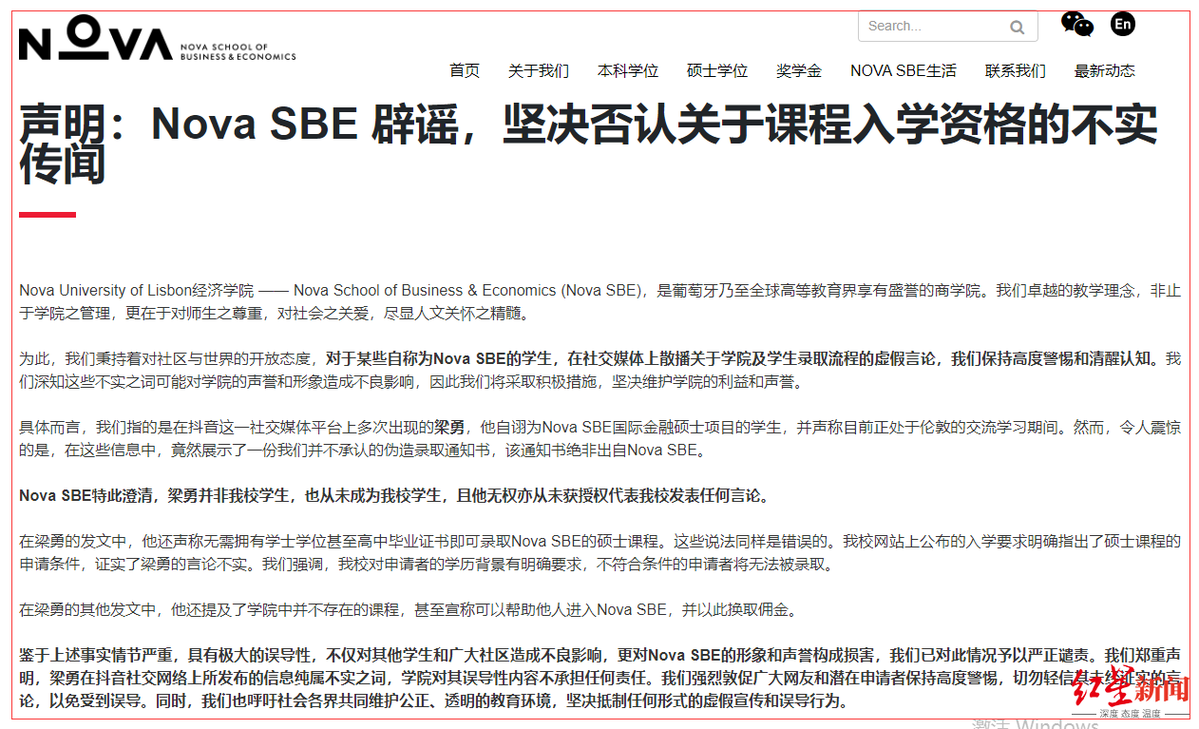 NOVA NOVA SCHOOL OF
BUSINESS & ECONOMICS
Search...
En
首页 关于我们 本科学位 硕士学位 奖学金 NOVA SBE生活 联系我们 最新动态
声明：Nova SBE 辟谣，坚决否认关于课程入学资格的不实
传闻
Nova University of Lisbon经济学院 —— Nova School of Business & Economics (Nova SBE)，是葡萄牙乃至全球高等教育界享有盛誉的商学院。我们卓越的教学理念，非止
于学院之管理，更在于对师生之尊重，对社会之关爱，尽显人文关怀之精髓。
为此，我们秉持着对社区与世界的开放态度，对于某些自称为Nova SBE的学生，在社交媒体上散播关于学院及学生录取流程的虚假言论，我们保持高度警惕和清醒认知。我
们深知这些不实之词可能对学院的声誉和形象造成不良影响，因此我们将采取积极措施，坚决维护学院的利益和声誉。
具体而言，我们指的是在抖音这一社交媒体平台上多次出现的梁勇，他自诩为Nova SBE国际金融硕士项目的学生，并声称目前正处于伦敦的交流学习期间。然而，令人震惊
的是，在这些信息中，竟然展示了一份我们并不承认的伪造录取通知书，该通知书绝非出自Nova SBE。
Nova SBE特此澄清，梁勇并非我校学生，也从未成为我校学生，且他无权亦从未获授权代表我校发表任何言论。
在梁勇的发文中，他还声称无需拥有学士学位甚至高中毕业证书即可录取Nova SBE的硕士课程。这些说法同样是错误的。我校网站上公布的入学要求明确指出了硕士课程的
申请条件，证实了梁勇的言论不实。我们强调，我校对申请者的学历背景有明确要求，不符合条件的申请者将无法被录取。
在梁勇的其他发文中，他还提及了学院中并不存在的课程，甚至宣称可以帮助他人进入Nova SBE，并以此换取佣金。
鉴于上述事实情节严重，具有极大的误导性，不仅对其他学生和广大社区造成不良影响，更对Nova SBE的形象和声誉构成损害，我们已对此情况予以严正谴责。我们郑重声
明，梁勇在抖音社交网络上所发布的信息纯属不实之词，学院对其误导性内容不承担任何责任。我们强烈敦促广大网友和潜在申请者保持高度警惕，切勿轻信其未经证实的言
论，以免受到误导。同时，我们也呼吁社会各界共同维护公正、透明的教育环境，坚决抵制任何形式的虚假宣传和误导行为。
红星新闻
深度 态度 温度
激活 Windows